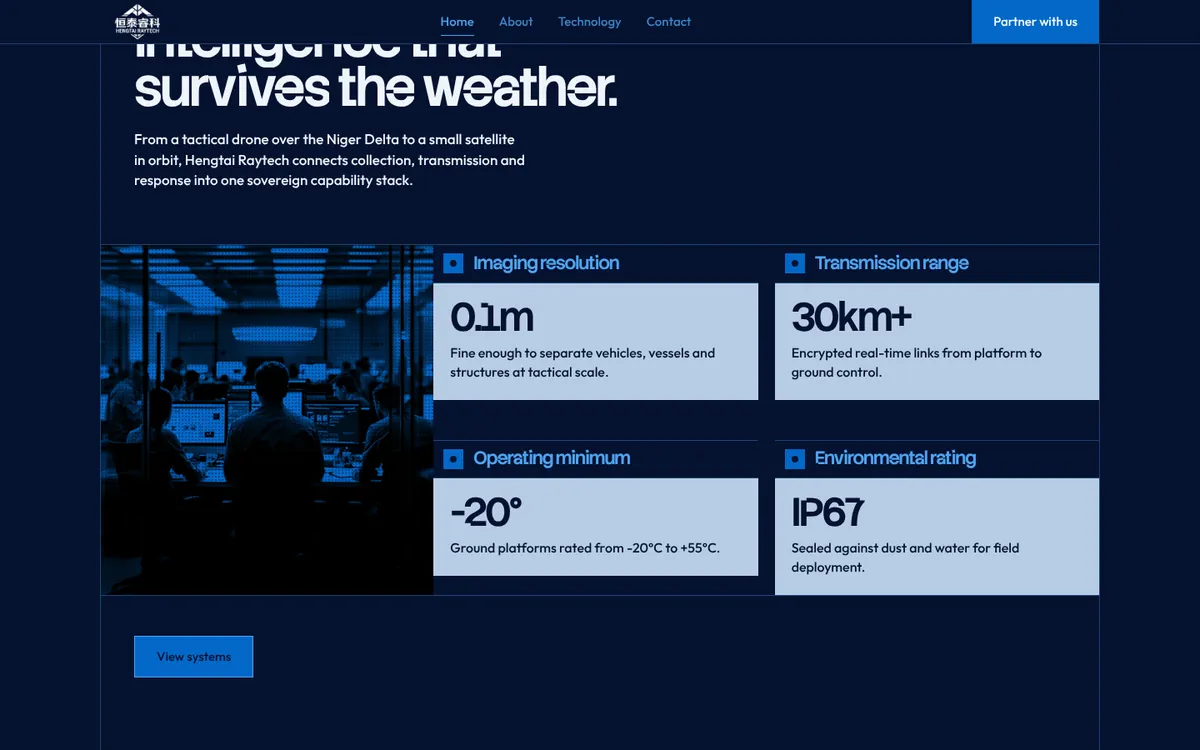 恒泰睿科
HENGTAI RAYTECH
Home
About
Technology
Contact
Partner with us
intelligence that
survives the weather.
From a tactical drone over the Niger Delta to a small satellite
in orbit, Hengtai Raytech connects collection, transmission and
response into one sovereign capability stack.
Imaging resolution
0.1m
Fine enough to separate vehicles, vessels and
structures at tactical scale.
Transmission range
30km+
Encrypted real-time links from platform to
ground control.
Operating minimum
-20°
Ground platforms rated from -20°C to +55°C.
Environmental rating
IP67
Sealed against dust and water for field
deployment.
View systems